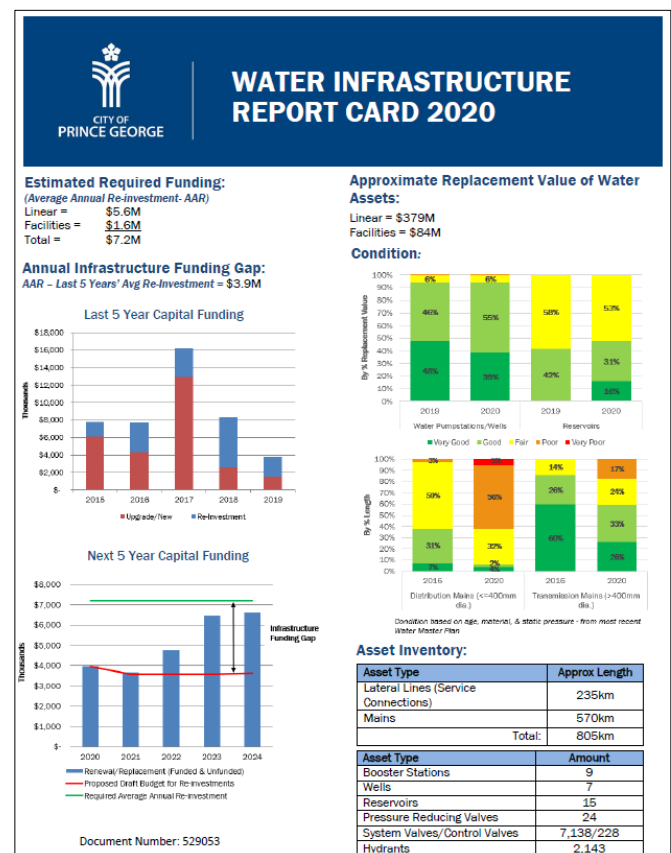 CITY OF
PRINCE GEORGE
WATER INFRASTRUCTURE
REPORT CARD 2020
Estimated Required Funding:
(Average Annual Re-investment- AAR)
Linear = $5.6M
Facilities = $1.6M
Total = $7.2M
Annual Infrastructure Funding Gap:
AAR – Last 5 Years' Avg Re-Investment = $3.9M
Last 5 Year Capital Funding
$18,000
$16,000
$14,000
$12,000
$10,000
$8,000
$6,000
$4,000
$2,000
$-
Thousands
2015 2016 2017 2018 2019
Upgrade/New Re-Investment
Next 5 Year Capital Funding
$8,000
$7,000
$6,000
$5,000
$4,000
$3,000
$2,000
$1,000
$-
Thousands
Infrastructure
Funding Gap
2020 2021 2022 2023 2024
Renewal/Replacement (Funded & Unfunded)
Proposed Draft Budget for Re-investments
Required Average Annual Re-investment
Document Number: 529053
Approximate Replacement Value of Water
Assets:
Linear = $379M
Facilities = $84M
Condition:
100%
90%
80%
70%
60%
50%
40%
30%
20%
10%
0%
By % Replacement Value
6% 6%
46% 55% 58% 53%
48% 42% 31%
16%
2019 2020 2019 2020
Water Pumpstations/Wells Reservoirs
Very Good Good Fair Poor Very Poor
100%
90%
80%
70%
60%
50%
40%
30%
20%
10%
0%
By % Length
3% 14% 17%
59% 56% 26% 24%
31% 32% 60% 33%
7% 2% 4% 26%
2016 2020 2016 2020
Distribution Mains (<=400mm
dia.)
Transmission Mains (>400mm
dia.)
Condition based on age, material, & static pressure - from most recent
Water Master Plan
Asset Inventory:
Asset Type Approx Length
Lateral Lines (Service
Connections) 235km
Mains 570km
Total: 805km
Asset Type Amount
Booster Stations 9
Wells 7
Reservoirs 15
Pressure Reducing Valves 24
System Valves/Control Valves 7,138/228
Hydrants 2,143